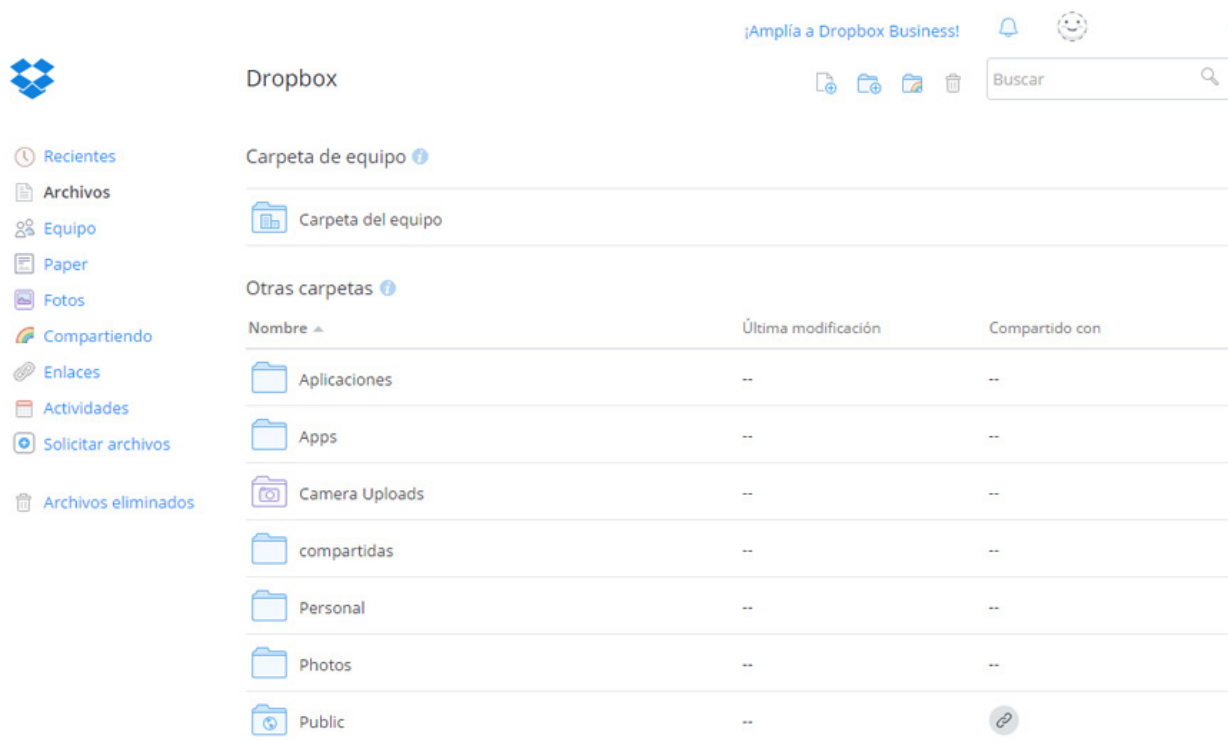 ¡Amplía a Dropbox Business!
Dropbox
Buscar
Recientes
Archivos
Equipo
Paper
Fotos
Compartiendo
Enlaces
Actividades
Solicitar archivos
Archivos eliminados
Carpeta de equipo
Carpeta del equipo
Otras carpetas
Nombre Última modificación Compartido con
Aplicaciones -- --
Apps -- --
Camera Uploads -- --
compartidas -- --
Personal -- --
Photos -- --
Public --